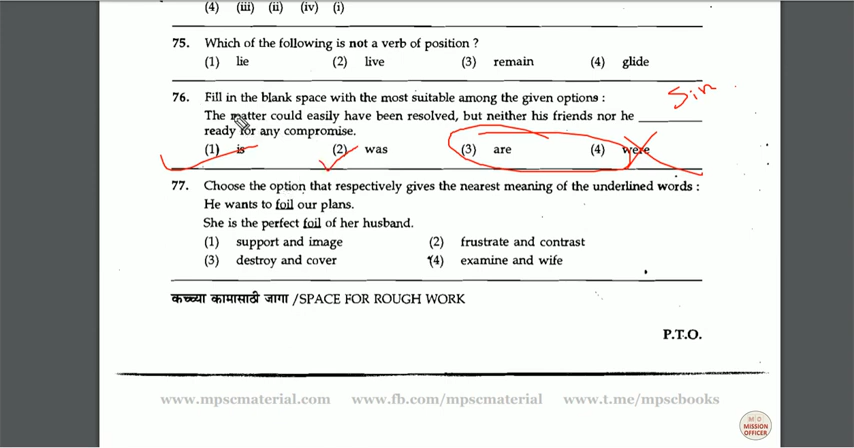 (4) (iii) (ii) (iv) (i)
75. Which of the following is not a verb of position ?
(1) lie (2) live (3) remain (4) glide
76. Fill in the blank space with the most suitable among the given options : Sin
The matter could easily have been resolved, but neither his friends nor he ________
ready for any compromise.
(1) is (2) was (3) are (4) were
77. Choose the option that respectively gives the nearest meaning of the underlined words :
He wants to foil our plans.
She is the perfect foil of her husband.
(1) support and image (2) frustrate and contrast
(3) destroy and cover (4) examine and wife
कच्च्या कामासाठी जागा /SPACE FOR ROUGH WORK
P.T.O.
www.mpscmaterial.com www.fb.com/mpscmaterial www.t.me/mpscbooks
M O
MISSION
OFFICER